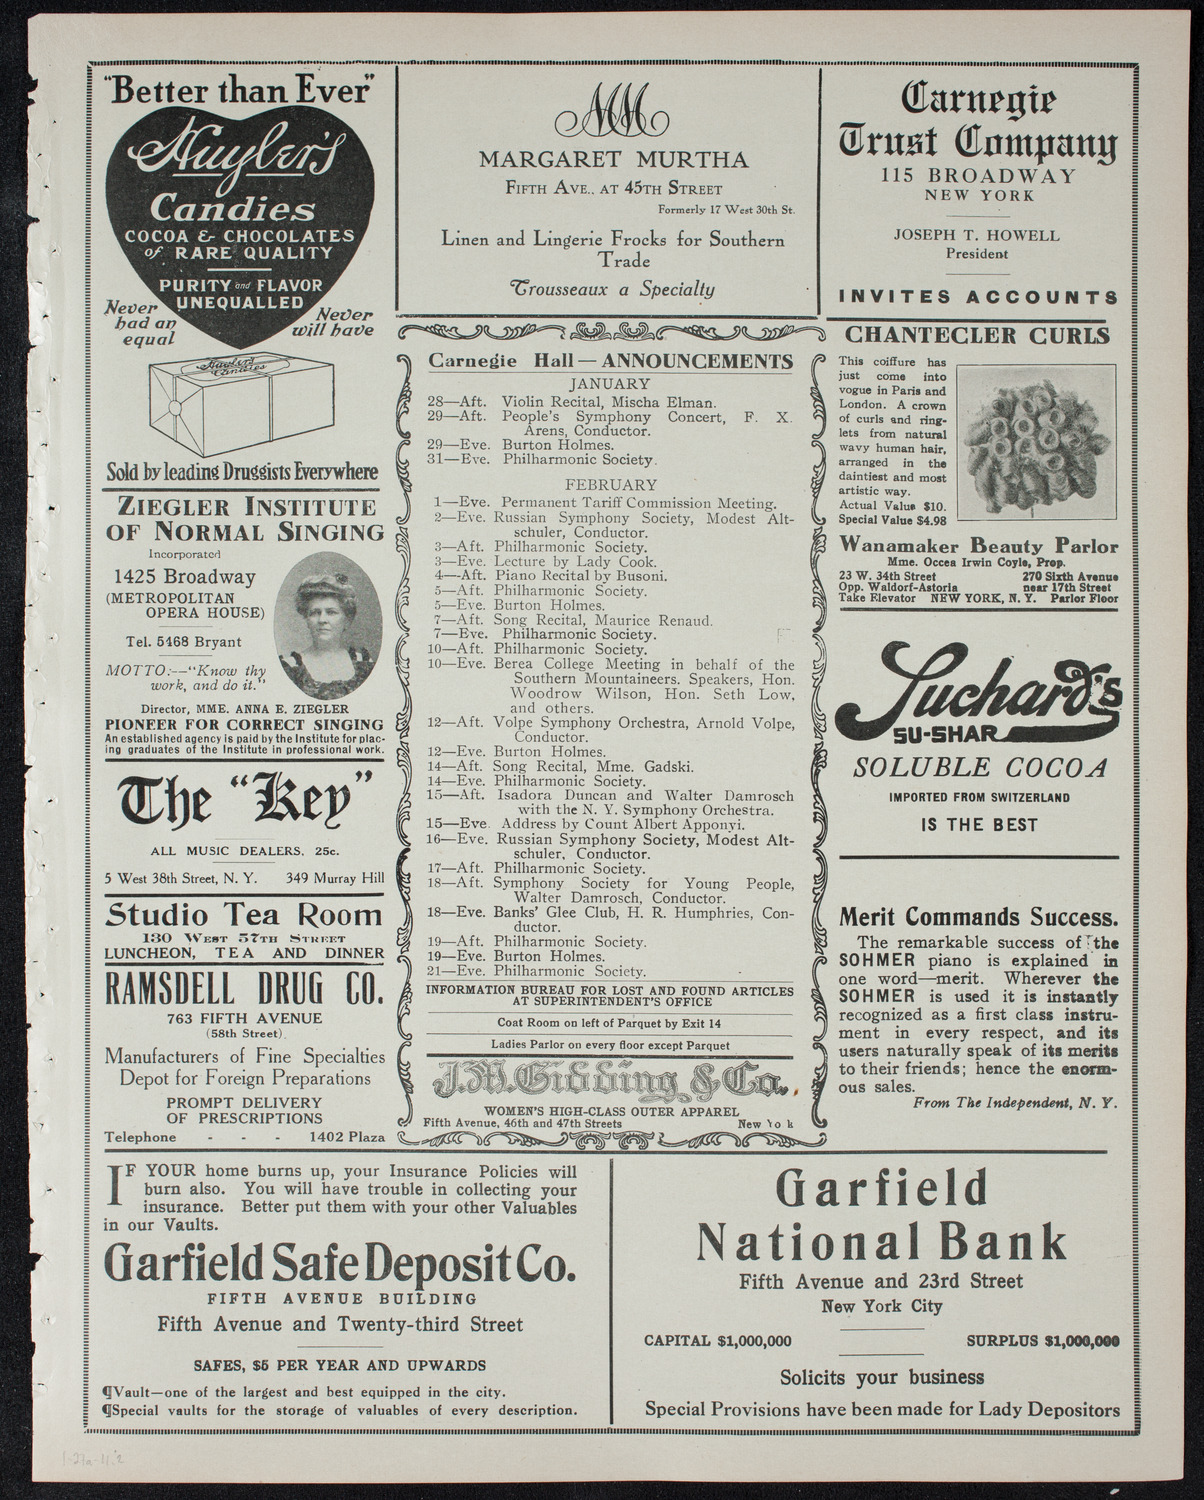 "Better than Ever"
Huyler's
Candies
COCOA & CHOCOLATES
of RARE QUALITY
PURITY and FLAVOR
UNEQUALLED
Never
had an
equal
Never
will have
Huyler's
Candies
Sold by leading Druggists Everywhere
ZIEGLER INSTITUTE
OF NORMAL SINGING
Incorporated
1425 Broadway
(METROPOLITAN
OPERA HOUSE)
Tel. 5468 Bryant
MOTTO:—"Know thy
work, and do it."
Director, MME. ANNA E. ZIEGLER
PIONEER FOR CORRECT SINGING
An established agency is paid by the Institute for plac-
ing graduates of the Institute in professional work.
The "Key"
ALL MUSIC DEALERS, 25c.
5 West 38th Street, N. Y. 349 Murray Hill
Studio Tea Room
130 WEST 57TH STREET
LUNCHEON, TEA AND DINNER
RAMSDELL DRUG CO.
763 FIFTH AVENUE
(58th Street)
Manufacturers of Fine Specialties
Depot for Foreign Preparations
PROMPT DELIVERY
OF PRESCRIPTIONS
Telephone - - - 1402 Plaza
MM
MARGARET MURTHA
FIFTH AVE., AT 45TH STREET
Formerly 17 West 30th St.
Linen and Lingerie Frocks for Southern
Trade
Trousseaux a Specialty
Carnegie Hall—ANNOUNCEMENTS
JANUARY
28—Aft. Violin Recital, Mischa Elman.
29—Aft. People's Symphony Concert, F. X.
Arens, Conductor.
29—Eve. Burton Holmes.
31—Eve. Philharmonic Society.
FEBRUARY
1—Eve. Permanent Tariff Commission Meeting.
2—Eve. Russian Symphony Society, Modest Alt-
schuler, Conductor.
3—Aft. Philharmonic Society.
3—Eve. Lecture by Lady Cook.
4—Aft. Piano Recital by Busoni.
5—Aft. Philharmonic Society.
5—Eve. Burton Holmes.
7—Aft. Song Recital, Maurice Renaud.
7—Eve. Philharmonic Society.
10—Aft. Philharmonic Society.
10—Eve. Berea College Meeting in behalf of the
Southern Mountaineers. Speakers, Hon.
Woodrow Wilson, Hon. Seth Low,
and others.
12—Aft. Volpe Symphony Orchestra, Arnold Volpe,
Conductor.
12—Eve. Burton Holmes.
14—Aft. Song Recital, Mme. Gadski.
14—Eve. Philharmonic Society.
15—Aft. Isadora Duncan and Walter Damrosch
with the N. Y. Symphony Orchestra.
15—Eve. Address by Count Albert Apponyi.
16—Eve. Russian Symphony Society, Modest Alt-
schuler, Conductor.
17—Aft. Philharmonic Society.
18—Aft. Symphony Society for Young People,
Walter Damrosch, Conductor.
18—Eve. Banks' Glee Club, H. R. Humphries, Con-
ductor.
19—Aft. Philharmonic Society.
19—Eve. Burton Holmes.
21—Eve. Philharmonic Society.
INFORMATION BUREAU FOR LOST AND FOUND ARTICLES
AT SUPERINTENDENT'S OFFICE
Coat Room on left of Parquet by Exit 14
Ladies Parlor on every floor except Parquet
J.M. Gidding & Co.
WOMEN'S HIGH-CLASS OUTER APPAREL
Fifth Avenue, 46th and 47th Streets New Yo k
Carnegie
Trust Company
115 BROADWAY
NEW YORK
JOSEPH T. HOWELL
President
INVITES ACCOUNTS
CHANTECLER CURLS
This coiffure has
just come into
vogue in Paris and
London. A crown
of curls and ring-
lets from natural
wavy human hair,
arranged in the
daintiest and most
artistic way.
Actual Value $10.
Special Value $4.98
Wanamaker Beauty Parlor
Mme. Occea Irwin Coyle, Prop.
23 W. 34th Street 270 Sixth Avenue
Opp. Waldorf-Astoria near 17th Street
Take Elevator NEW YORK, N. Y. Parlor Floor
Suchard's
SU-SHAR
SOLUBLE COCOA
IMPORTED FROM SWITZERLAND
IS THE BEST
Merit Commands Success.
The remarkable success of the
SOHMER piano is explained in
one word—merit. Wherever the
SOHMER is used it is instantly
recognized as a first class instru-
ment in every respect, and its
users naturally speak of its merits
to their friends; hence the enorm-
ous sales.
From The Independent, N. Y.
IF YOUR home burns up, your Insurance Policies will
burn also. You will have trouble in collecting your
insurance. Better put them with your other Valuables
in our Vaults.
Garfield Safe Deposit Co.
FIFTH AVENUE BUILDING
Fifth Avenue and Twenty-third Street
SAFES, $5 PER YEAR AND UPWARDS
¶Vault—one of the largest and best equipped in the city.
¶Special vaults for the storage of valuables of every description.
Garfield
National Bank
Fifth Avenue and 23rd Street
New York City
CAPITAL $1,000,000 SURPLUS $1,000,000
Solicits your business
Special Provisions have been made for Lady Depositors